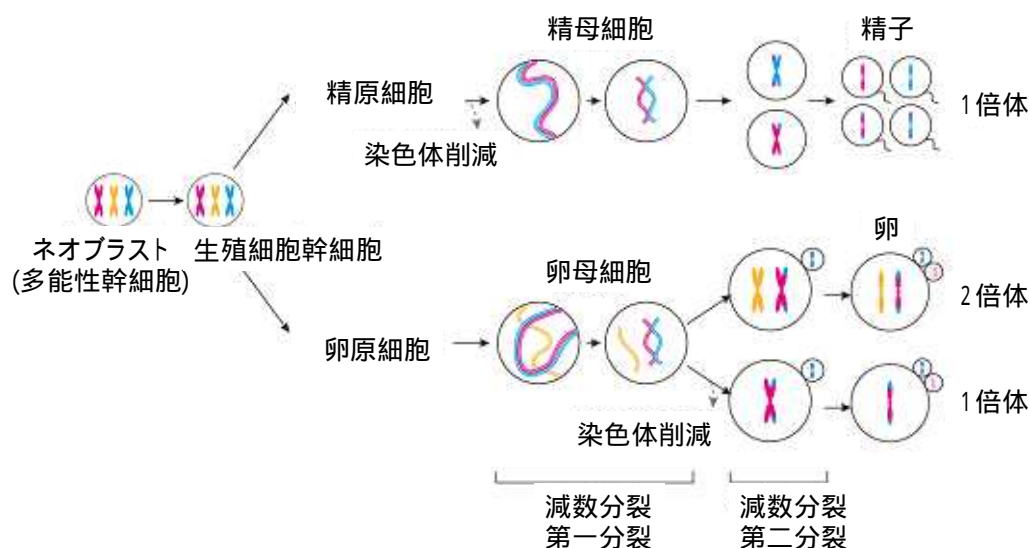 精母細胞
精子
精原細胞
1倍体
染色体削減
ネオブラスト
(多能性幹細胞)
生殖細胞幹細胞
卵
卵母細胞
2倍体
卵原細胞
1倍体
染色体削減
減数分裂
第一分裂
減数分裂
第二分裂